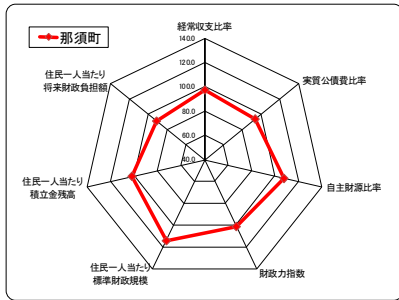 那須町
経常収支比率
140.0
120.0
100.0
80.0
60.0
40.0
実質公債費比率
自主財源比率
財政力指数
住民一人当たり
標準財政規模
住民一人当たり
積立金残高
住民一人当たり
将来財政負担額